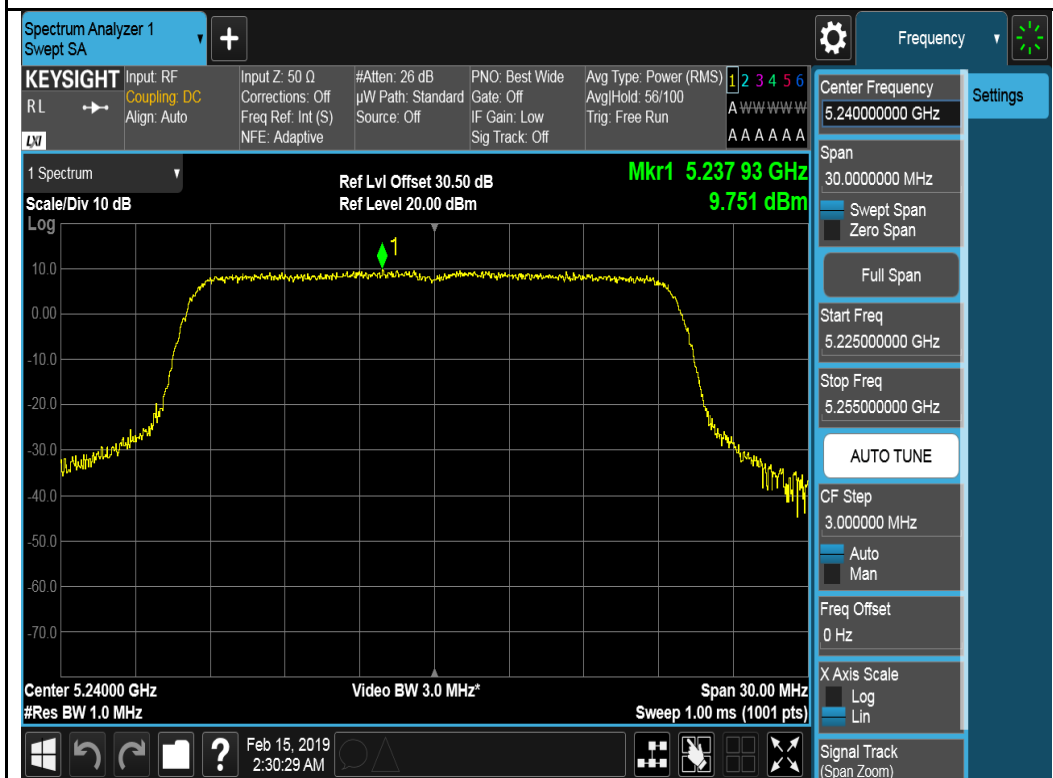 Spectrum Analyzer 1
Swept SA
+
Frequency
KEYSIGHT
R L
LXI
Input: RF
Coupling: DC
Align: Auto
Input Z: 50 Ω
Corrections: Off
Freq Ref: Int (S)
NFE: Adaptive
#Atten: 26 dB
µW Path: Standard
Source: Off
PNO: Best Wide
Gate: Off
IF Gain: Low
Sig Track: Off
Avg Type: Power (RMS)
Avg|Hold: 56/100
Trig: Free Run
1 2 3 4 5 6
A W W W W W
A A A A A A
1 Spectrum
Scale/Div 10 dB
Log
Ref Lvl Offset 30.50 dB
Ref Level 20.00 dBm
Mkr1 5.237 93 GHz
9.751 dBm
1
10.0
0.00
-10.0
-20.0
-30.0
-40.0
-50.0
-60.0
-70.0
Center 5.24000 GHz
#Res BW 1.0 MHz
Video BW 3.0 MHz*
Span 30.00 MHz
Sweep 1.00 ms (1001 pts)
Center Frequency
5.240000000 GHz
Settings
Span
30.0000000 MHz
Swept Span
Zero Span
Full Span
Start Freq
5.225000000 GHz
Stop Freq
5.255000000 GHz
AUTO TUNE
CF Step
3.000000 MHz
Auto
Man
Freq Offset
0 Hz
X Axis Scale
Log
Lin
Signal Track
(Span Zoom)
?
Feb 15, 2019
2:30:29 AM